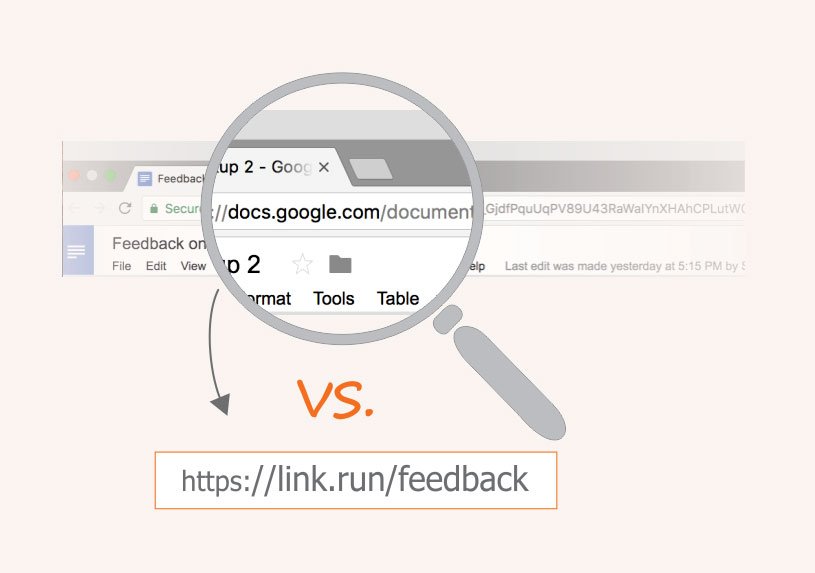 Feedback up 2 - Goog
Secure ://docs.google.com/document GjdfPquUqPV89U43RaWaIYnXHAhCPLutW
Feedback on up 2
File Edit View ormat Tools Table elp Last edit was made yesterday at 5:15 PM by S
vs.
https://link.run/feedback